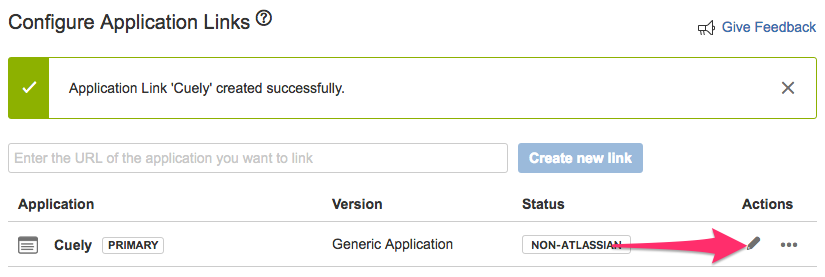 Configure Application Links ?
Give Feedback
Application Link 'Cuely' created successfully.
Enter the URL of the application you want to link
Create new link
Application Version Status Actions
Cuely PRIMARY Generic Application NON-ATLASSIAN